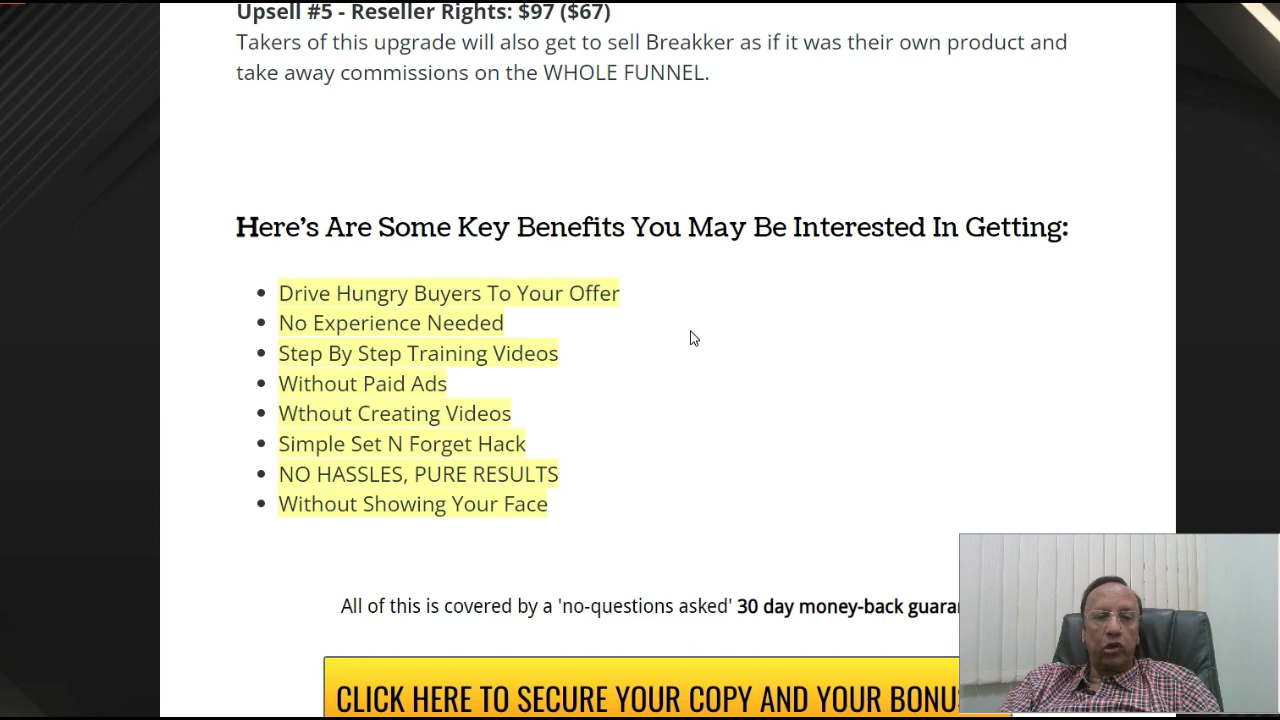 Upsell #5 - Reseller Rights: $97 ($67)
Takers of this upgrade will also get to sell Breakker as if it was their own product and
take away commissions on the WHOLE FUNNEL.
Here's Are Some Key Benefits You May Be Interested In Getting:
Drive Hungry Buyers To Your Offer
No Experience Needed
Step By Step Training Videos
Without Paid Ads
Wthout Creating Videos
Simple Set N Forget Hack
NO HASSLES, PURE RESULTS
Without Showing Your Face
All of this is covered by a 'no-questions asked' 30 day money-back
CLICK HERE TO SECURE YOUR COPY AND YOUR